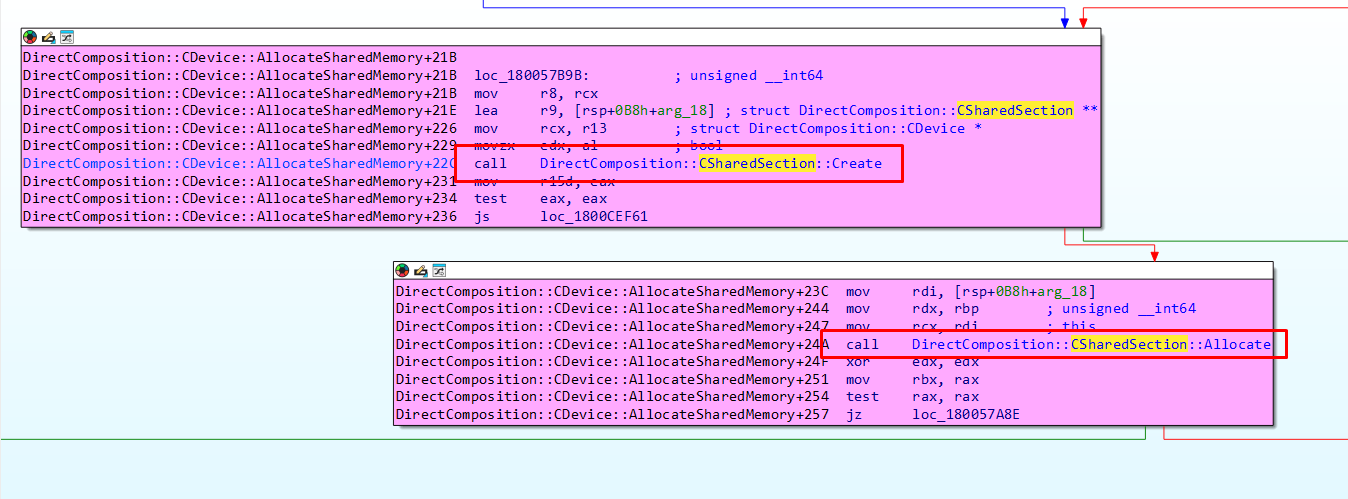 DirectComposition::CDevice::AllocateSharedMemory+21B
DirectComposition::CDevice::AllocateSharedMemory+21B loc_180057B9B: ; unsigned __int64
DirectComposition::CDevice::AllocateSharedMemory+21B mov r8, rcx
DirectComposition::CDevice::AllocateSharedMemory+21E lea r9, [rsp+0B8h+arg_18] ; struct DirectComposition::CSharedSection **
DirectComposition::CDevice::AllocateSharedMemory+226 mov rcx, r13 ; struct DirectComposition::CDevice *
DirectComposition::CDevice::AllocateSharedMemory+229 movzx edx, al ; bool
DirectComposition::CDevice::AllocateSharedMemory+22C call DirectComposition::CSharedSection::Create
DirectComposition::CDevice::AllocateSharedMemory+231 mov r15d, eax
DirectComposition::CDevice::AllocateSharedMemory+234 test eax, eax
DirectComposition::CDevice::AllocateSharedMemory+236 js loc_1800CEF61
DirectComposition::CDevice::AllocateSharedMemory+23C mov rdi, [rsp+0B8h+arg_18]
DirectComposition::CDevice::AllocateSharedMemory+244 mov rdx, rbp ; unsigned __int64
DirectComposition::CDevice::AllocateSharedMemory+247 mov rcx, rdi ; this
DirectComposition::CDevice::AllocateSharedMemory+24A call DirectComposition::CSharedSection::Allocate
DirectComposition::CDevice::AllocateSharedMemory+24F xor edx, edx
DirectComposition::CDevice::AllocateSharedMemory+251 mov rbx, rax
DirectComposition::CDevice::AllocateSharedMemory+254 test rax, rax
DirectComposition::CDevice::AllocateSharedMemory+257 jz loc_180057A8E